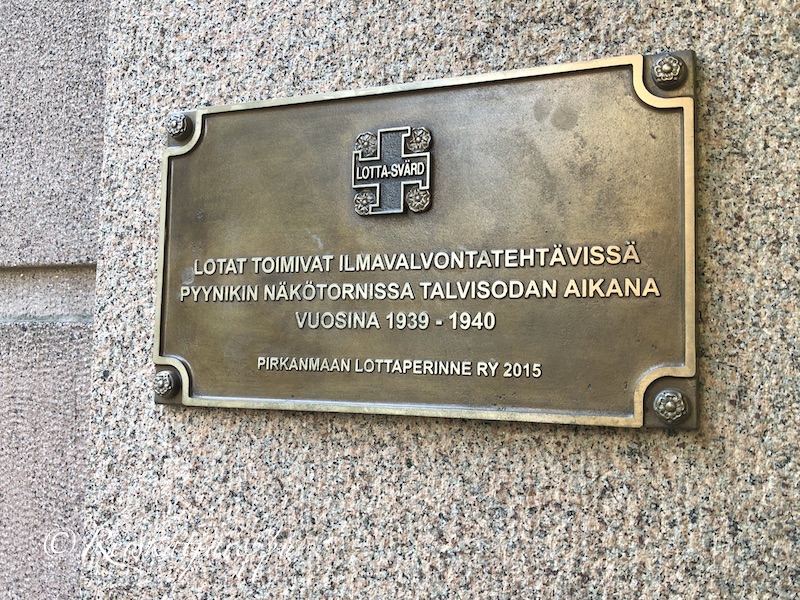 LOTTA-SVÄRD
LOTAT TOIMIVAT ILMAVALVONTATEHTÄVISSÄ
PYYNIKIN NÄKÖTORNISSA TALVISODAN AIKANA
VUOSINA 1939 - 1940
PIRKANMAAN LOTTAPERINNE RY 2015
©